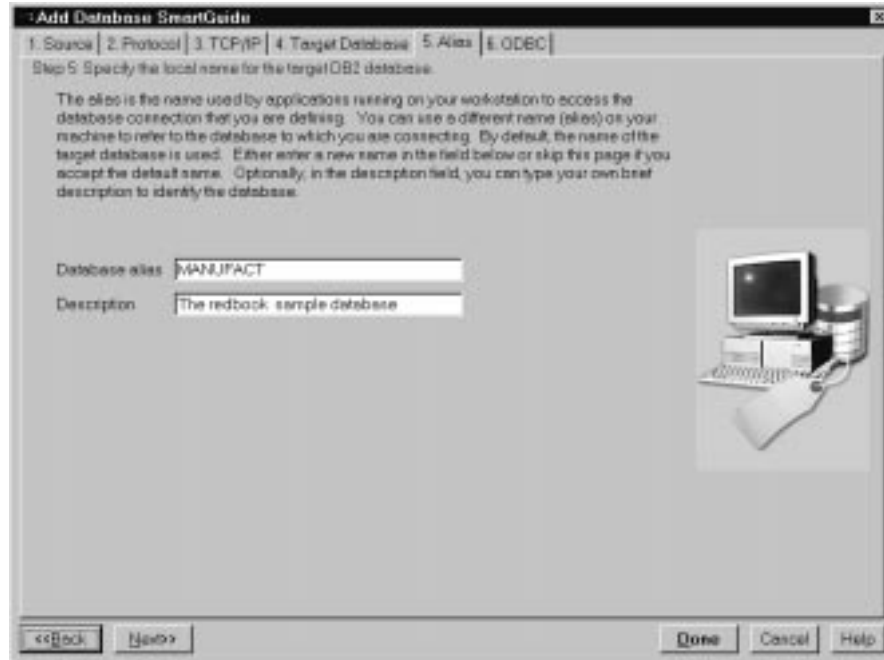 Add Database SmartGuide
1. Source 2. Protocol 3. TCP/IP 4. Target Database 5. Alias 6. ODBC
Step 5: Specify the local name for the target DB2 database.
The alias is the name used by applications running on your workstation to access the
database connection that you are defining. You can use a different name (alias) on your
machine to refer to the database to which you are connecting. By default, the name of the
target database is used. Either enter a new name in the field below or skip this page if you
accept the default name. Optionally, in the description field, you can type your own brief
description to identify the database.
Database alias MANUFACT
Description The redbook sample database
<<Back Next>> Done Cancel Help